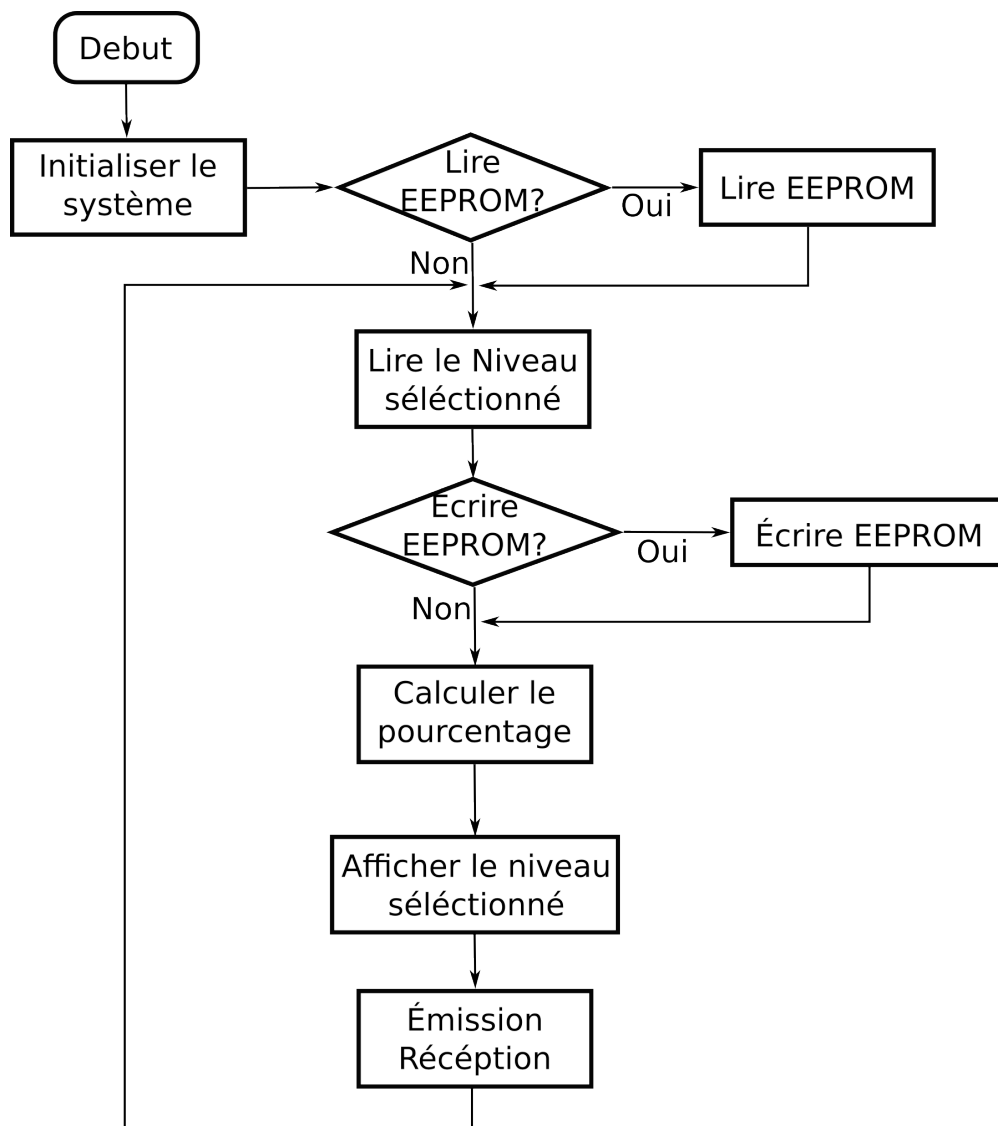 Debut
Initialiser le
système
Lire
EEPROM?
Oui
Lire EEPROM
Non
Lire le Niveau
séléctionné
Ecrire
EEPROM?
Oui
Écrire EEPROM
Non
Calculer le
pourcentage
Afficher le niveau
séléctionné
Émission
Récéption